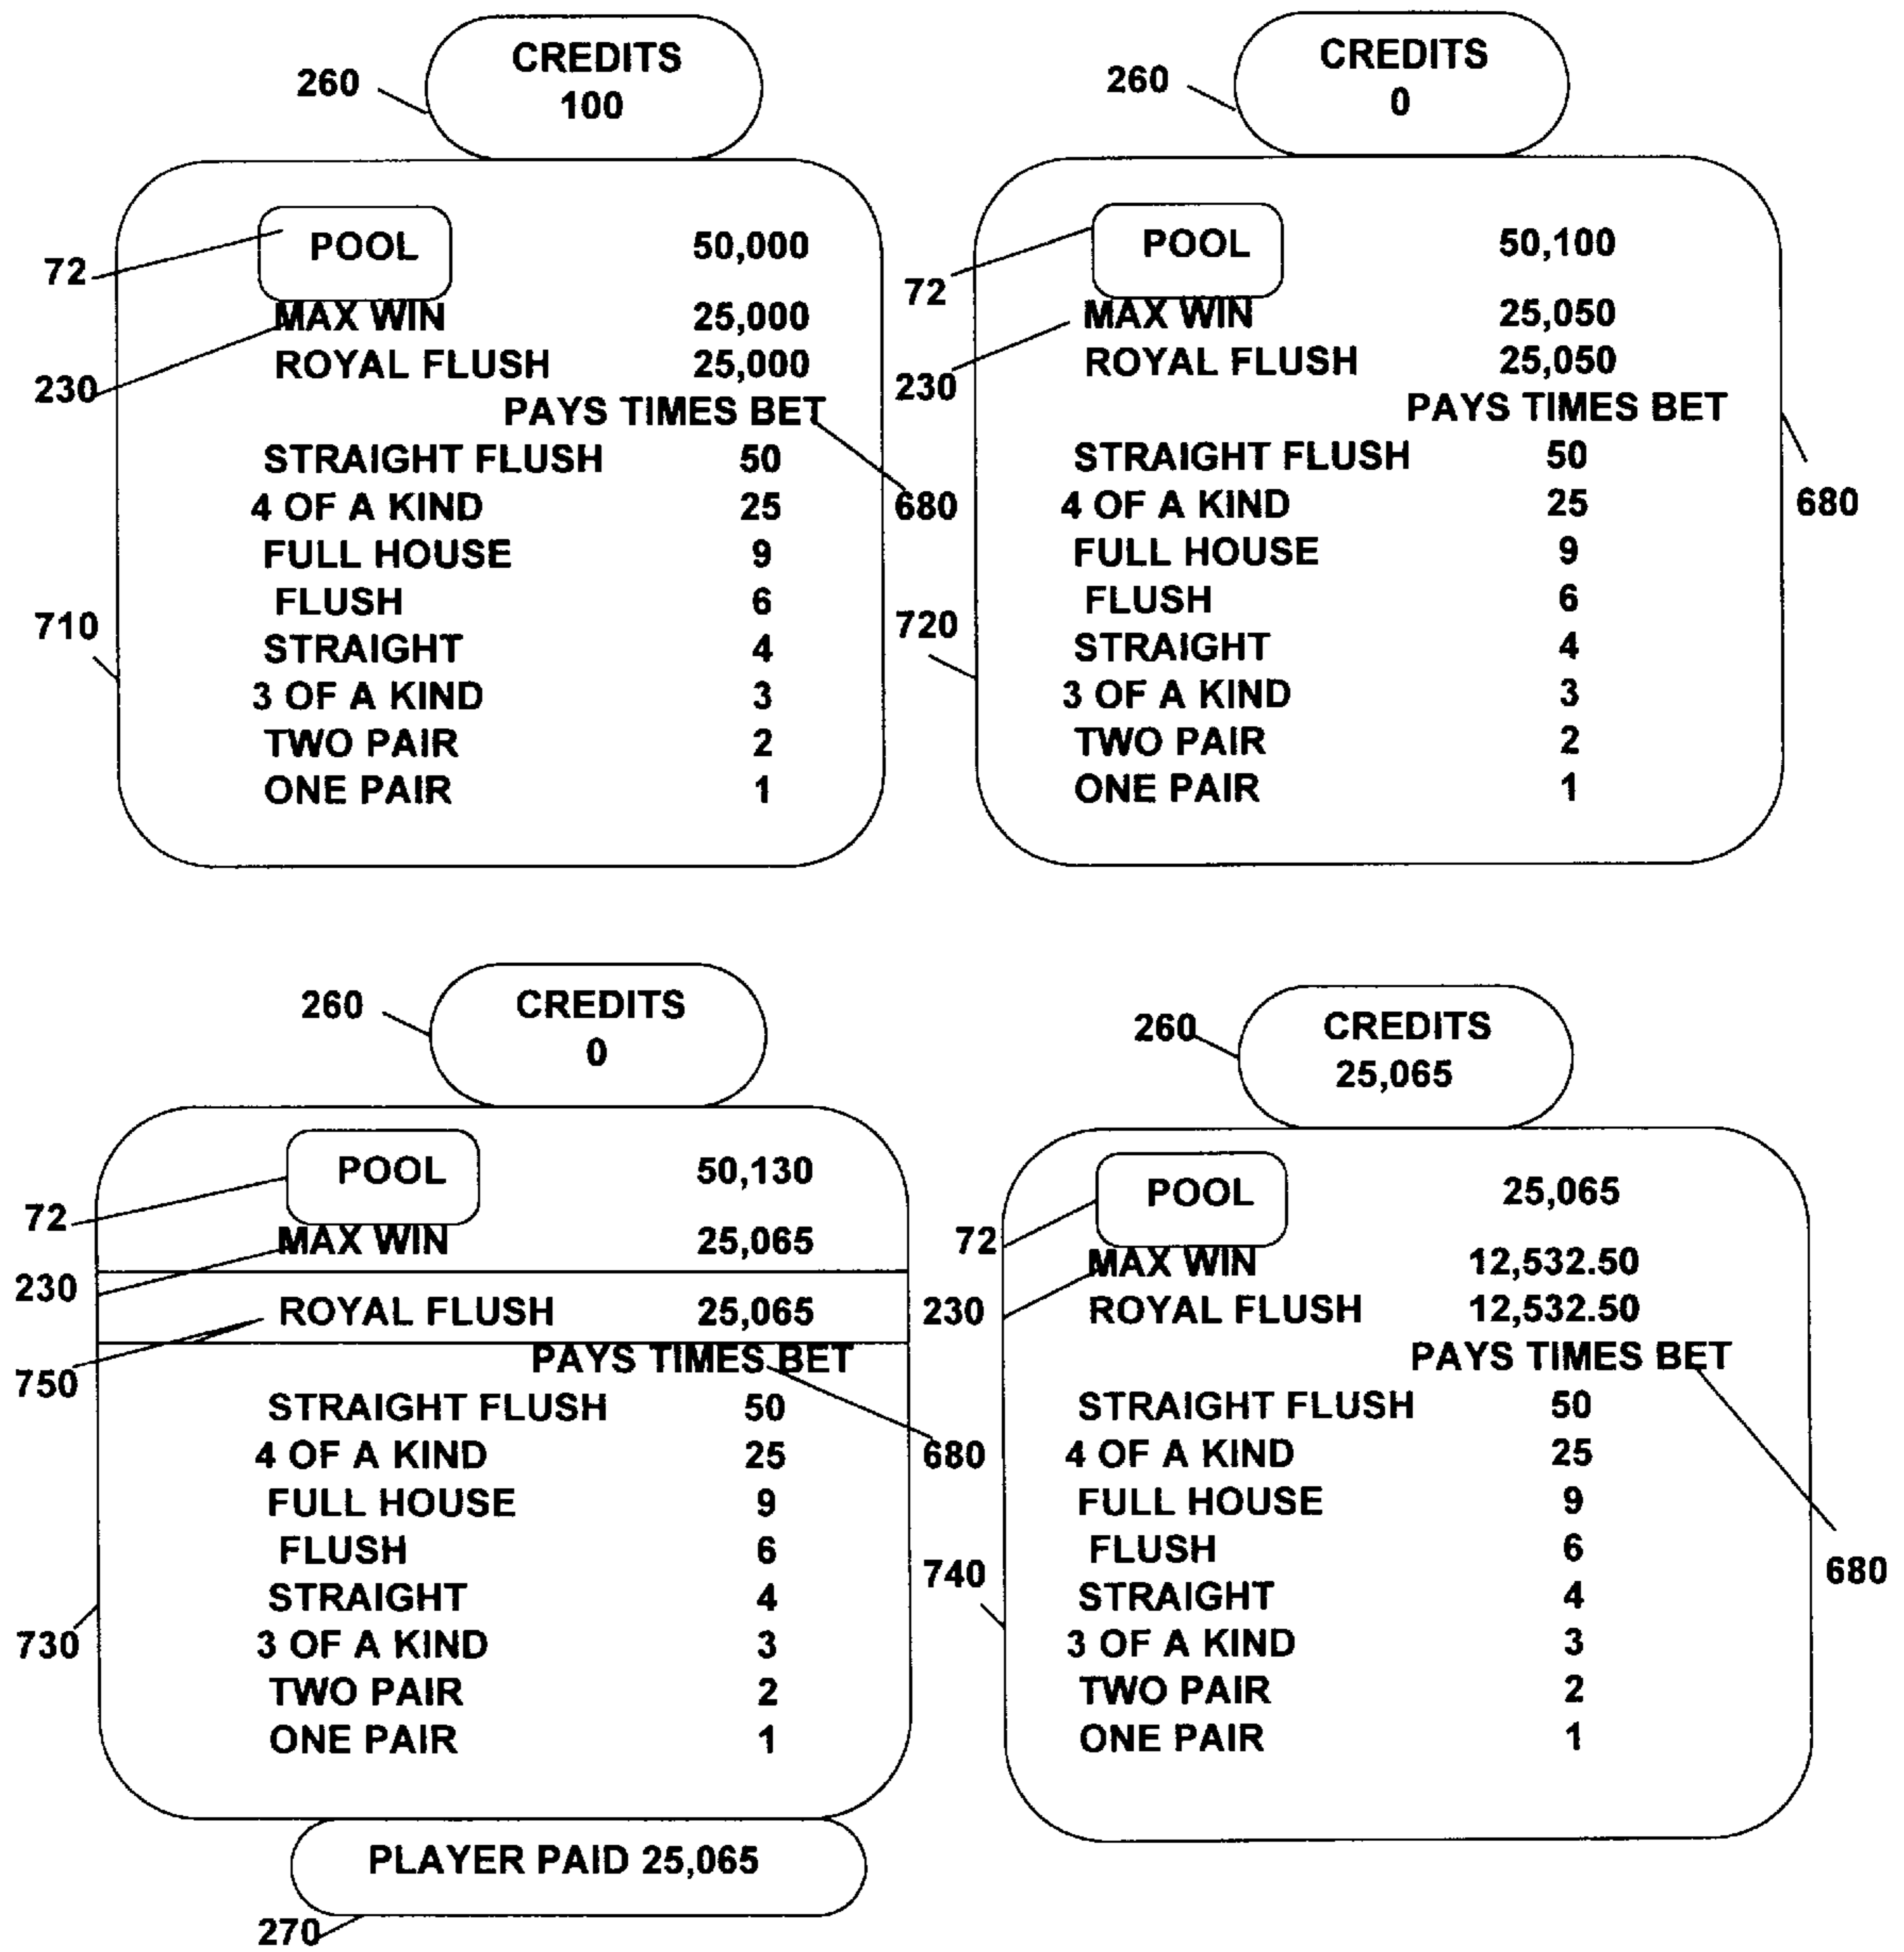 CREDITS
100
260
POOL 50,000
72
MAX WIN 25,000
230
ROYAL FLUSH 25,000
PAYS TIMES BET
STRAIGHT FLUSH 50
4 OF A KIND 25
680
FULL HOUSE 9
FLUSH 6
710
STRAIGHT 4
3 OF A KIND 3
TWO PAIR 2
ONE PAIR 1
CREDITS
0
260
POOL 50,100
72
MAX WIN 25,050
230
ROYAL FLUSH 25,050
PAYS TIMES BET
STRAIGHT FLUSH 50
4 OF A KIND 25
680
FULL HOUSE 9
FLUSH 6
720
STRAIGHT 4
3 OF A KIND 3
TWO PAIR 2
ONE PAIR 1
CREDITS
0
260
POOL 50,130
72
MAX WIN 25,065
230
ROYAL FLUSH 25,065
750
PAYS TIMES BET
STRAIGHT FLUSH 50
4 OF A KIND 25
680
FULL HOUSE 9
FLUSH 6
STRAIGHT 4
730
3 OF A KIND 3
TWO PAIR 2
ONE PAIR 1
PLAYER PAID 25,065
270
CREDITS
25,065
260
POOL 25,065
72
MAX WIN 12,532.50
230
ROYAL FLUSH 12,532.50
PAYS TIMES BET
STRAIGHT FLUSH 50
4 OF A KIND 25
FULL HOUSE 9
FLUSH 6
740
680
STRAIGHT 4
3 OF A KIND 3
TWO PAIR 2
ONE PAIR 1